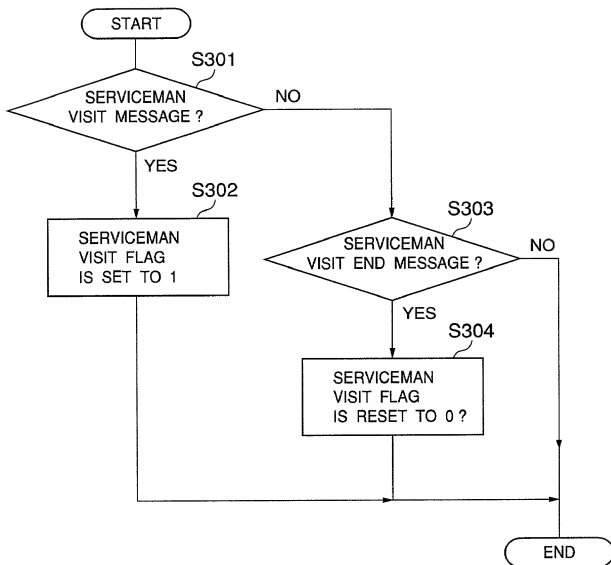 START
S301
SERVICEMAN
VISIT MESSAGE ?
NO
YES
S302
SERVICEMAN
VISIT FLAG
IS SET TO 1
S303
SERVICEMAN
VISIT END MESSAGE ?
NO
YES
S304
SERVICEMAN
VISIT FLAG
IS RESET TO 0 ?
END